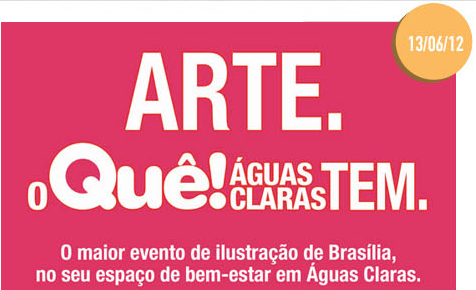 13/06/12
ARTE.
O Quê! ÁGUAS CLARAS TEM.
O maior evento de ilustração de Brasília,
no seu espaço de bem-estar em Águas Claras.